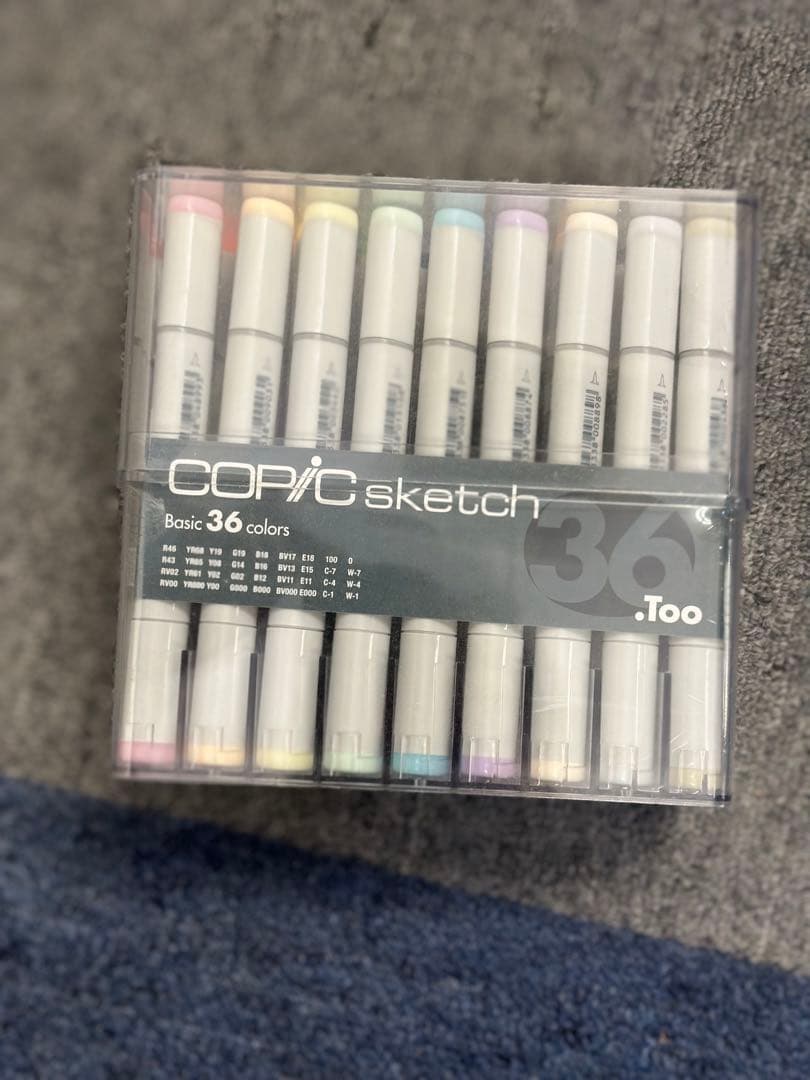 COPiC sketch
Basic 36 colors
36
R46 YR68 Y19 G19 B18 BV17 E18 100 0
R43 YR65 Y08 G14 B16 BV13 E15 C-7 W-7
RV02 YR61 Y02 G02 B12 BV11 E11 C-4 W-4
RV00 YR000 Y00 G000 B000 BV000 E000 C-1 W-1
.Too